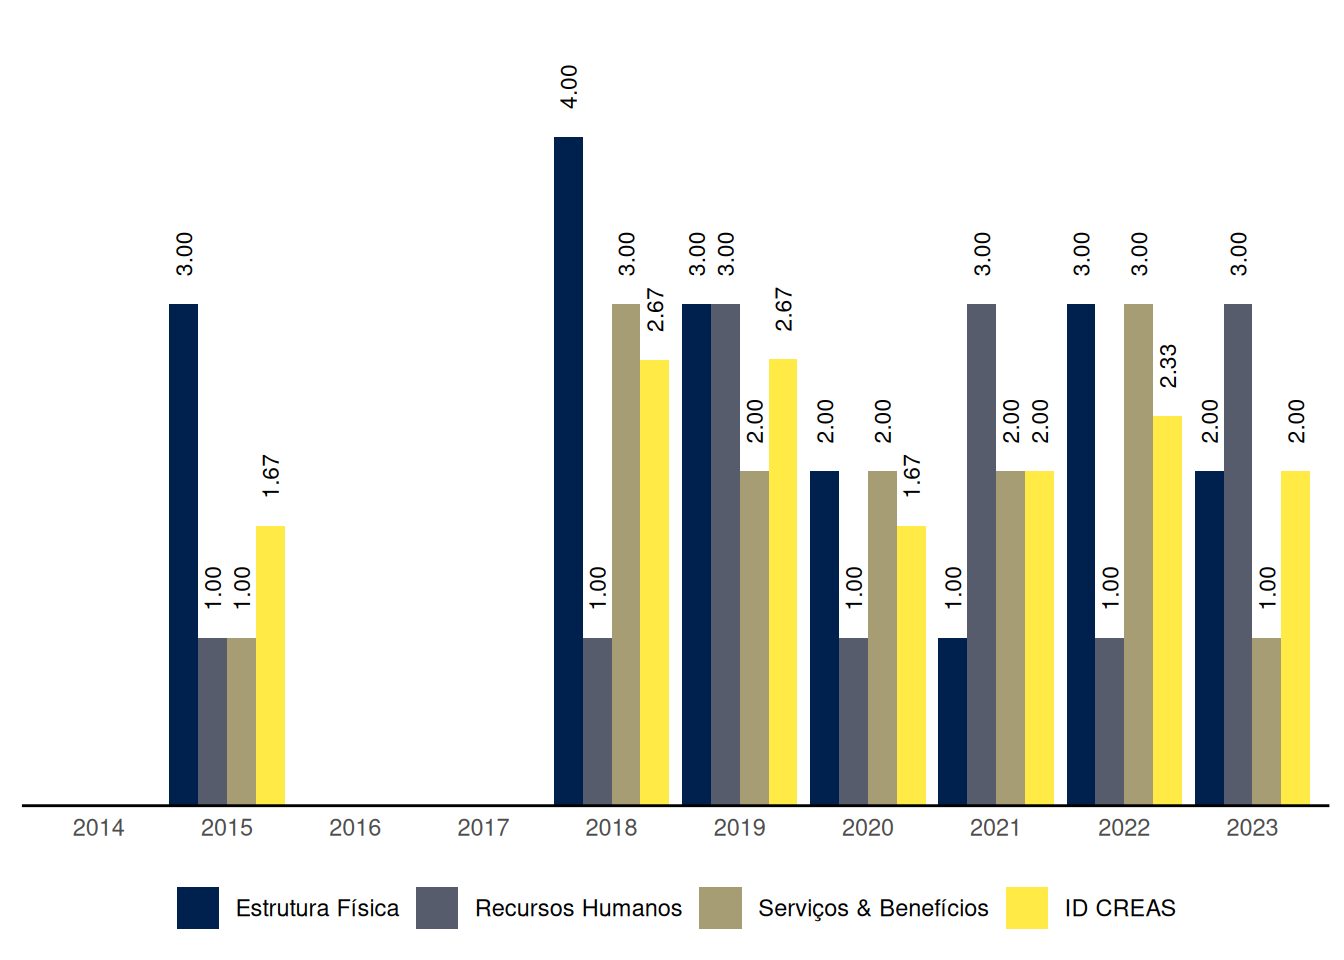 4.00
3.00 3.00 3.00 3.00 3.00 3.00 3.00 3.00
2.67 2.67
2.33
2.00 2.00 2.00 2.00 2.00 2.00 2.00
1.67 1.67
1.00 1.00 1.00 1.00 1.00 1.00 1.00
2014 2015 2016 2017 2018 2019 2020 2021 2022 2023
Estrutura Física Recursos Humanos Serviços & Benefícios ID CREAS